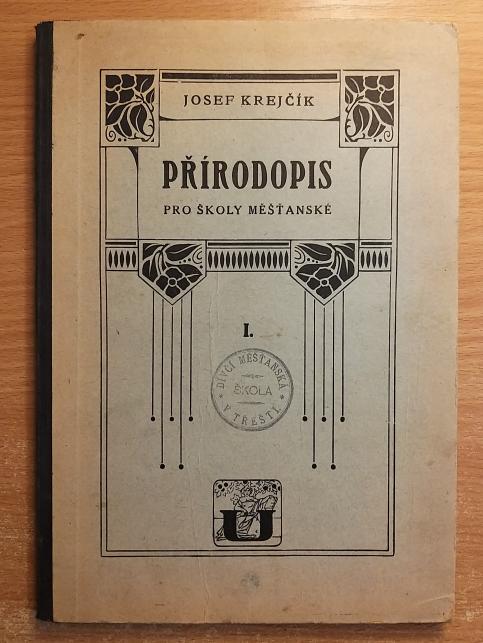 JOSEF KREJČÍK
PŘÍRODOPIS
PRO ŠKOLY MĚŠŤANSKÉ
I.
DÍVČÍ MĚŠŤANSKÁ
ŠKOLA
V TŘEŠTI.
U